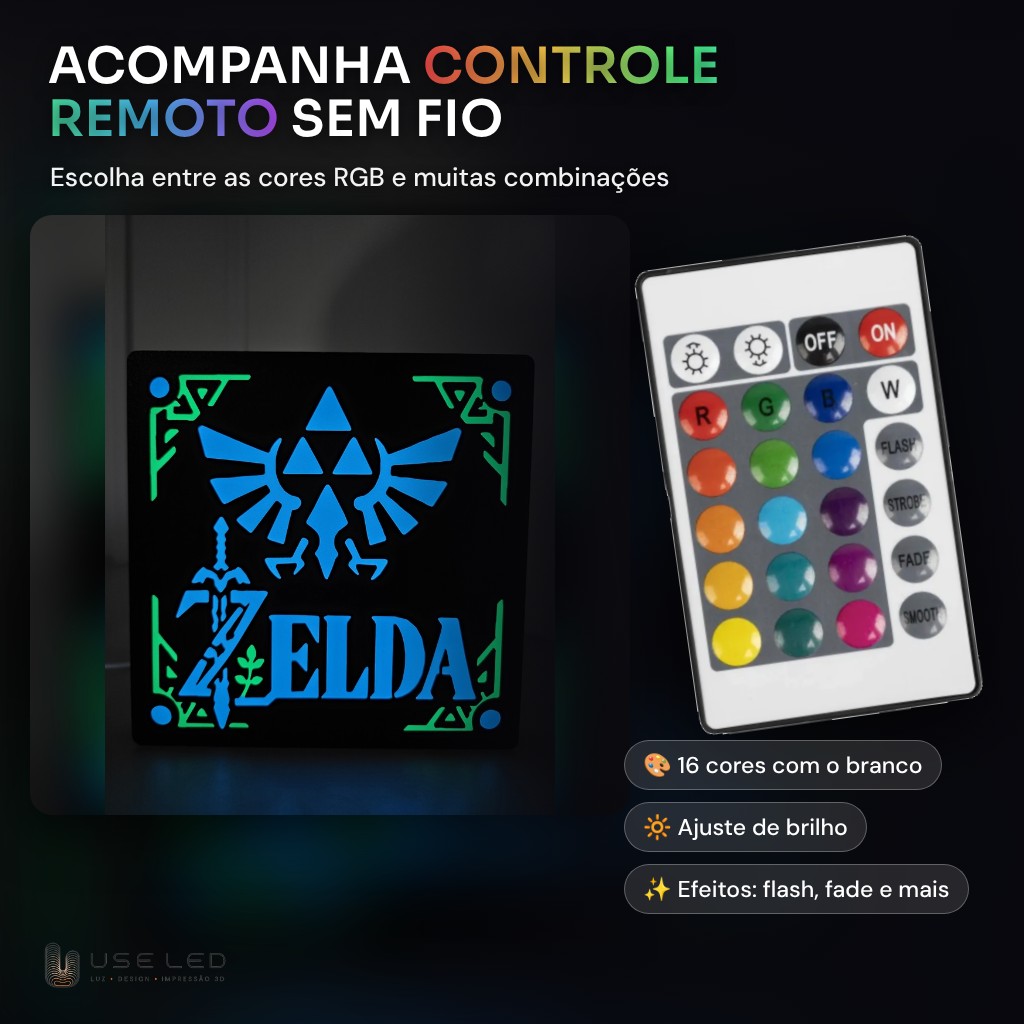 ACOMPANHA CONTROLE
REMOTO SEM FIO
Escolha entre as cores RGB e muitas combinações
OFF ON
R G B W
FLASH
STROBE
FADE
SMOOTH
ZELDA
🎨 16 cores com o branco
🔆 Ajuste de brilho
✨ Efeitos: flash, fade e mais
USE LED
LUZ • DESIGN • IMPRESSÃO 3D